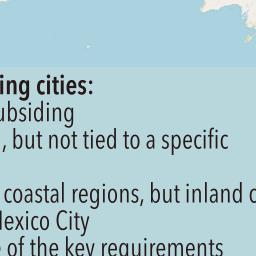 ing cities:
ubsiding
, but not tied to a specific
coastal regions, but inland
Mexico City
of the key requirements